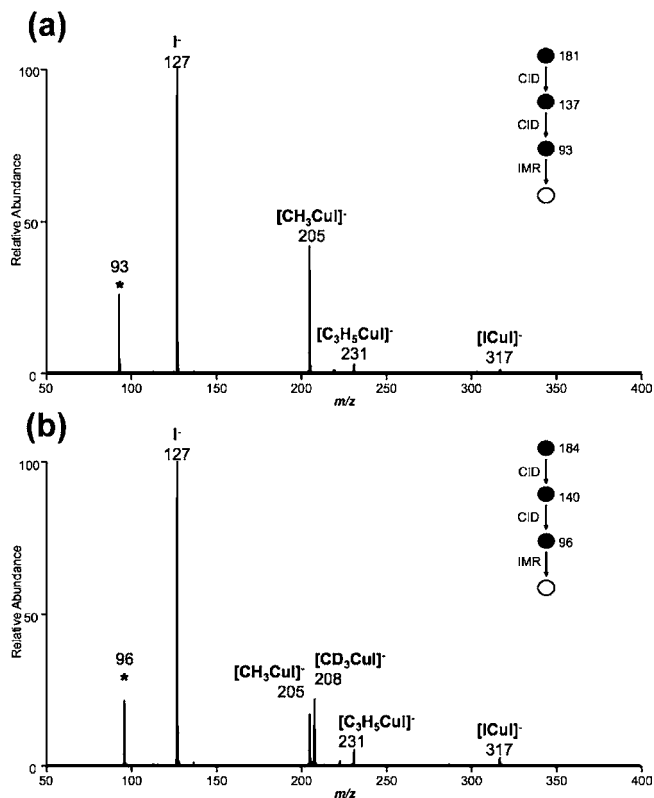 (a)
I-
127
Relative Abundance
100
50
0
93
*
[CH3CuI]-
205
[C3H5CuI]-
231
[ICuI]-
317
181
CID
137
CID
93
IMR
50 100 150 200 250 300 350 400
m/z
(b)
I-
127
Relative Abundance
100
50
0
96
*
[CH3CuI]-
205
[CD3CuI]-
208
[C3H5CuI]-
231
[ICuI]-
317
184
CID
140
CID
96
IMR
50 100 150 200 250 300 350 400
m/z